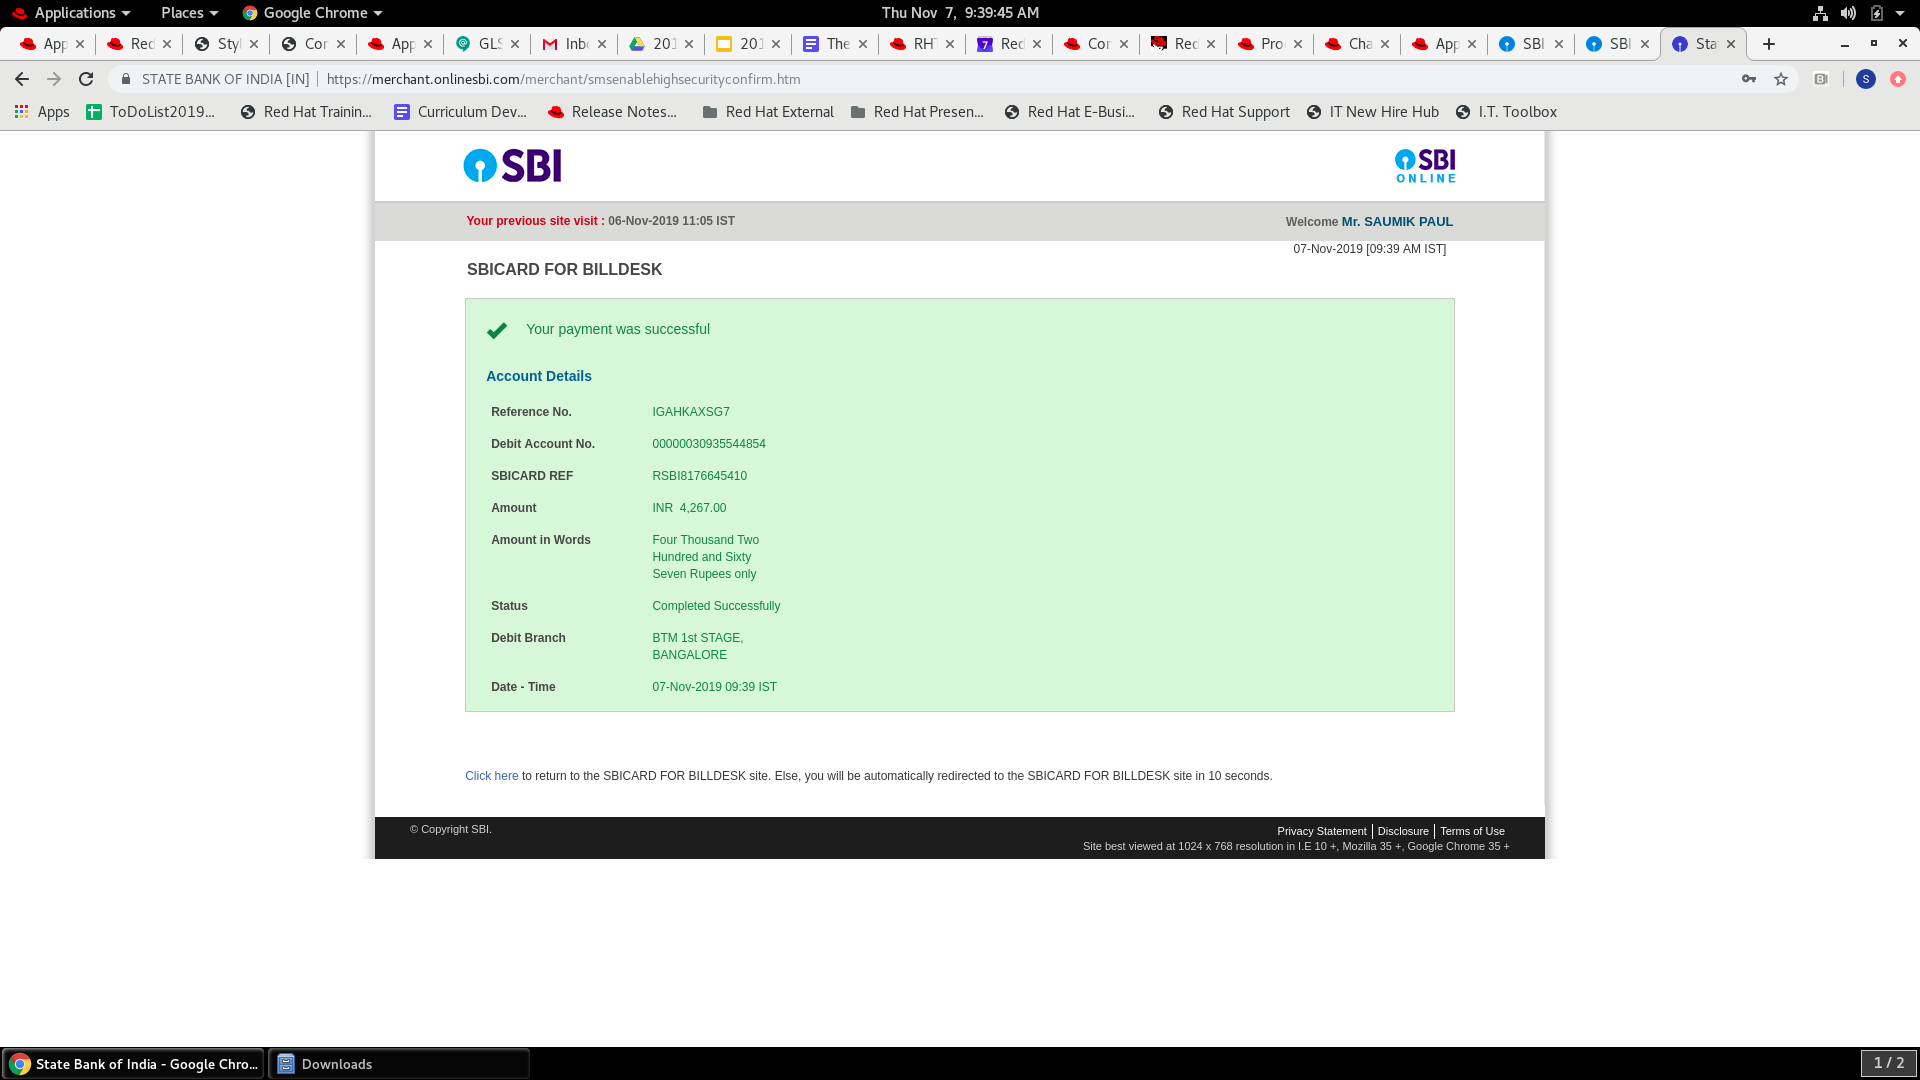 Applications
Places
Google Chrome
Thu Nov 7, 9:39:45 AM
App
Red
Styl
Cor
App
GLS
Inb
201
201
The
RHT
Red
Cor
Red
Pro
Cha
App
SBI
SBI
Sta
STATE BANK OF INDIA [IN]
https://merchant.onlinesbi.com/merchant/smsenablehighsecurityconfirm.htm
S
Apps
ToDoList2019...
Red Hat Trainin...
Curriculum Dev...
Release Notes...
Red Hat External
Red Hat Presen...
Red Hat E-Busi...
Red Hat Support
IT New Hire Hub
I.T. Toolbox
SBI
SBI
ONLINE
Your previous site visit : 06-Nov-2019 11:05 IST
Welcome Mr. SAUMIK PAUL
07-Nov-2019 [09:39 AM IST]
SBICARD FOR BILLDESK
Your payment was successful
Account Details
Reference No. IGAHKAXSG7
Debit Account No. 00000030935544854
SBICARD REF RSBI8176645410
Amount INR 4,267.00
Amount in Words Four Thousand Two
Hundred and Sixty
Seven Rupees only
Status Completed Successfully
Debit Branch BTM 1st STAGE,
BANGALORE
Date - Time 07-Nov-2019 09:39 IST
Click here to return to the SBICARD FOR BILLDESK site. Else, you will be automatically redirected to the SBICARD FOR BILLDESK site in 10 seconds.
© Copyright SBI.
Privacy Statement
Disclosure
Terms of Use
Site best viewed at 1024 x 768 resolution in I.E 10 +, Mozilla 35 +, Google Chrome 35 +
State Bank of India - Google Chro...
Downloads
1 / 2